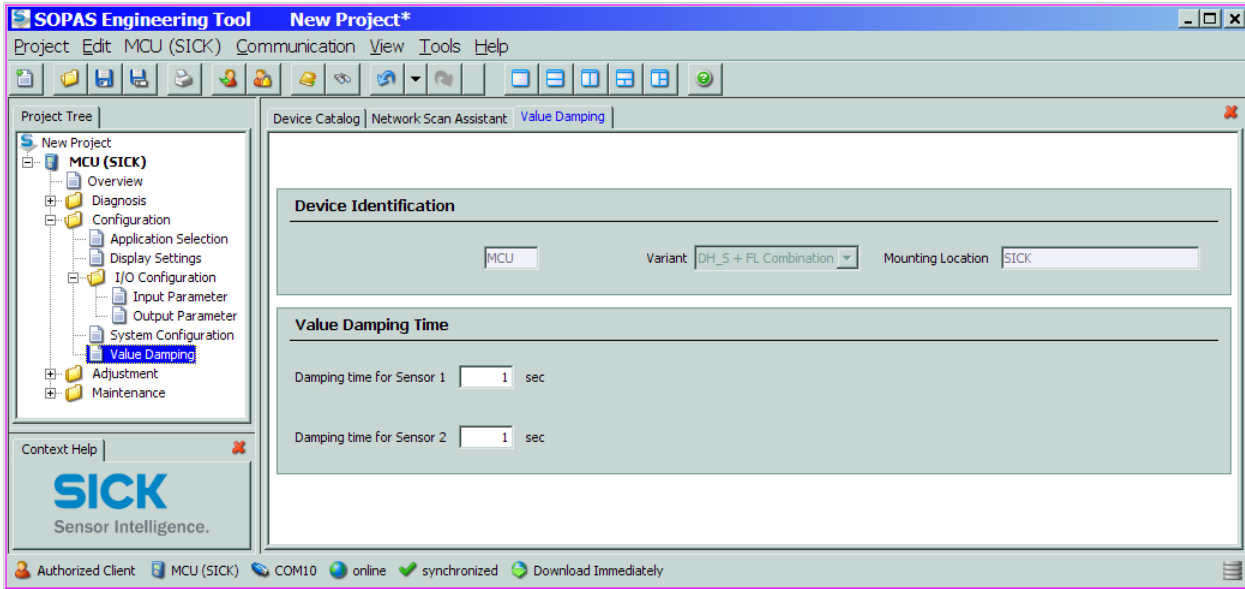 SOPAS Engineering Tool New Project*
Project Edit MCU (SICK) Communication View Tools Help
Project Tree
New Project
MCU (SICK)
Overview
Diagnosis
Configuration
Application Selection
Display Settings
I/O Configuration
Input Parameter
Output Parameter
System Configuration
Value Damping
Adjustment
Maintenance
Context Help
SICK
Sensor Intelligence.
Device Catalog Network Scan Assistant Value Damping
Device Identification
MCU Variant DH_S + FL Combination Mounting Location SICK
Value Damping Time
Damping time for Sensor 1 1 sec
Damping time for Sensor 2 1 sec
Authorized Client MCU (SICK) COM10 online synchronized Download Immediately